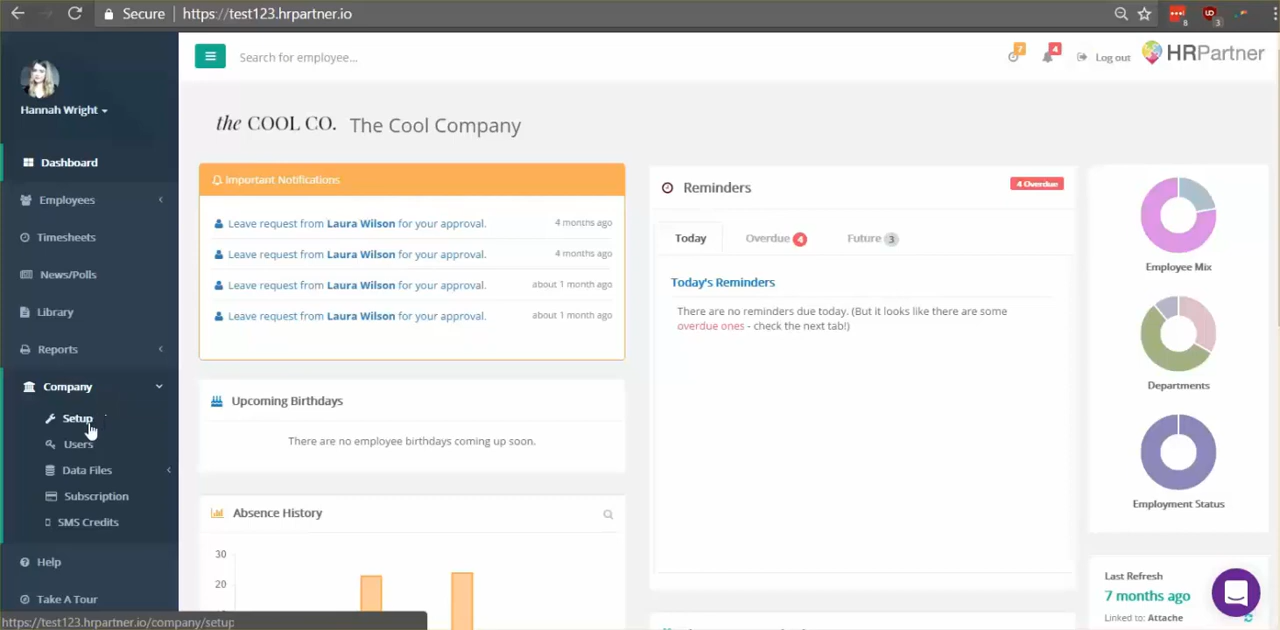 Secure https://test123.hrpartner.io
8
3
Hannah Wright
Dashboard
Employees
Timesheets
News/Polls
Library
Reports
Company
Setup
Users
Data Files
Subscription
SMS Credits
Help
Take A Tour
https://test123.hrpartner.io/company/setup
Search for employee...
7
4
Log out
HRPartner
the COOL CO. The Cool Company
Important Notifications
Leave request from Laura Wilson for your approval. 4 months ago
Leave request from Laura Wilson for your approval. 4 months ago
Leave request from Laura Wilson for your approval. about 1 month ago
Leave request from Laura Wilson for your approval. about 1 month ago
Upcoming Birthdays
There are no employee birthdays coming up soon.
Absence History
30
20
Reminders 4 Overdue
Today Overdue 4 Future 3
Today's Reminders
There are no reminders due today. (But it looks like there are some
overdue ones - check the next tab!)
Employee Mix
Departments
Employment Status
Last Refresh
7 months ago
Linked to: Attache